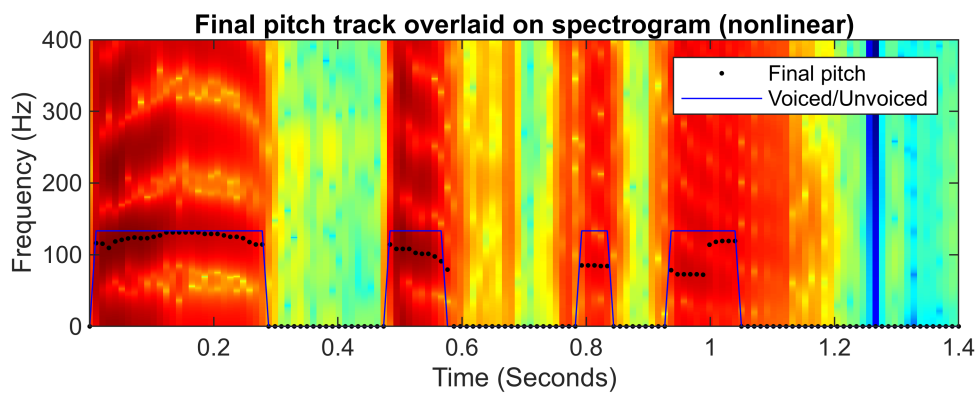 Final pitch track overlaid on spectrogram (nonlinear)
400
300
200
100
0
Frequency (Hz)
Final pitch
Voiced/Unvoiced
0.2
0.4
0.6
0.8
1
1.2
1.4
Time (Seconds)